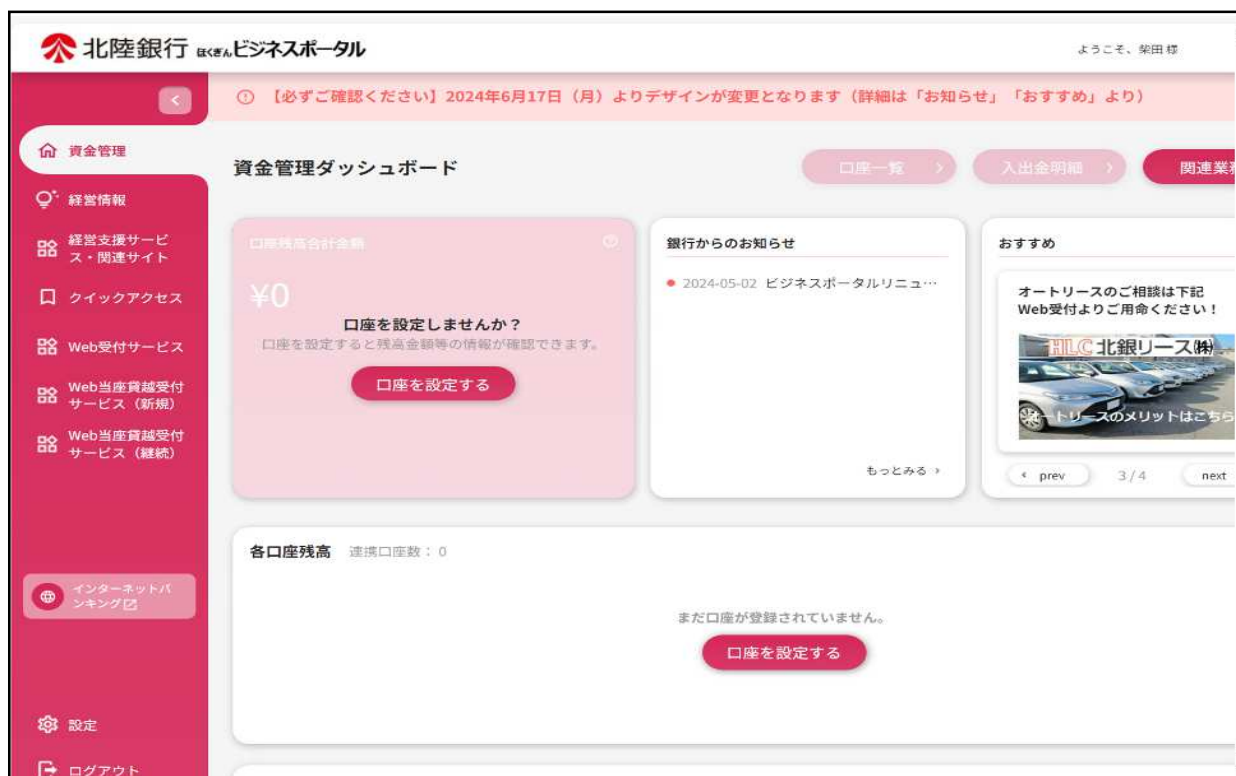 北陸銀行 ほくぎんビジネスポータル
ようこそ、柴田 様
【必ずご確認ください】2024年6月17日（月）よりデザインが変更となります（詳細は「お知らせ」「おすすめ」より）
資金管理
経営情報
経営支援サービ
ス・関連サイト
クイックアクセス
Web受付サービス
Web当座貸越受付
サービス（新規）
Web当座貸越受付
サービス（継続）
インターネットバ
ンキング
設定
ログアウト
資金管理ダッシュボード
口座一覧
入出金明細
関連業務
口座残高合計金額
¥0
口座を設定しませんか？
口座を設定すると残高金額等の情報が確認できます。
口座を設定する
銀行からのお知らせ
2024-05-02 ビジネスポータルリニュ…
もっとみる
おすすめ
オートリースのご相談は下記
Web受付よりご用命ください！
HLC 北銀リース㈱
オートリースのメリットはこちら
prev 3 / 4 next
各口座残高 連携口座数： 0
まだ口座が登録されていません。
口座を設定する